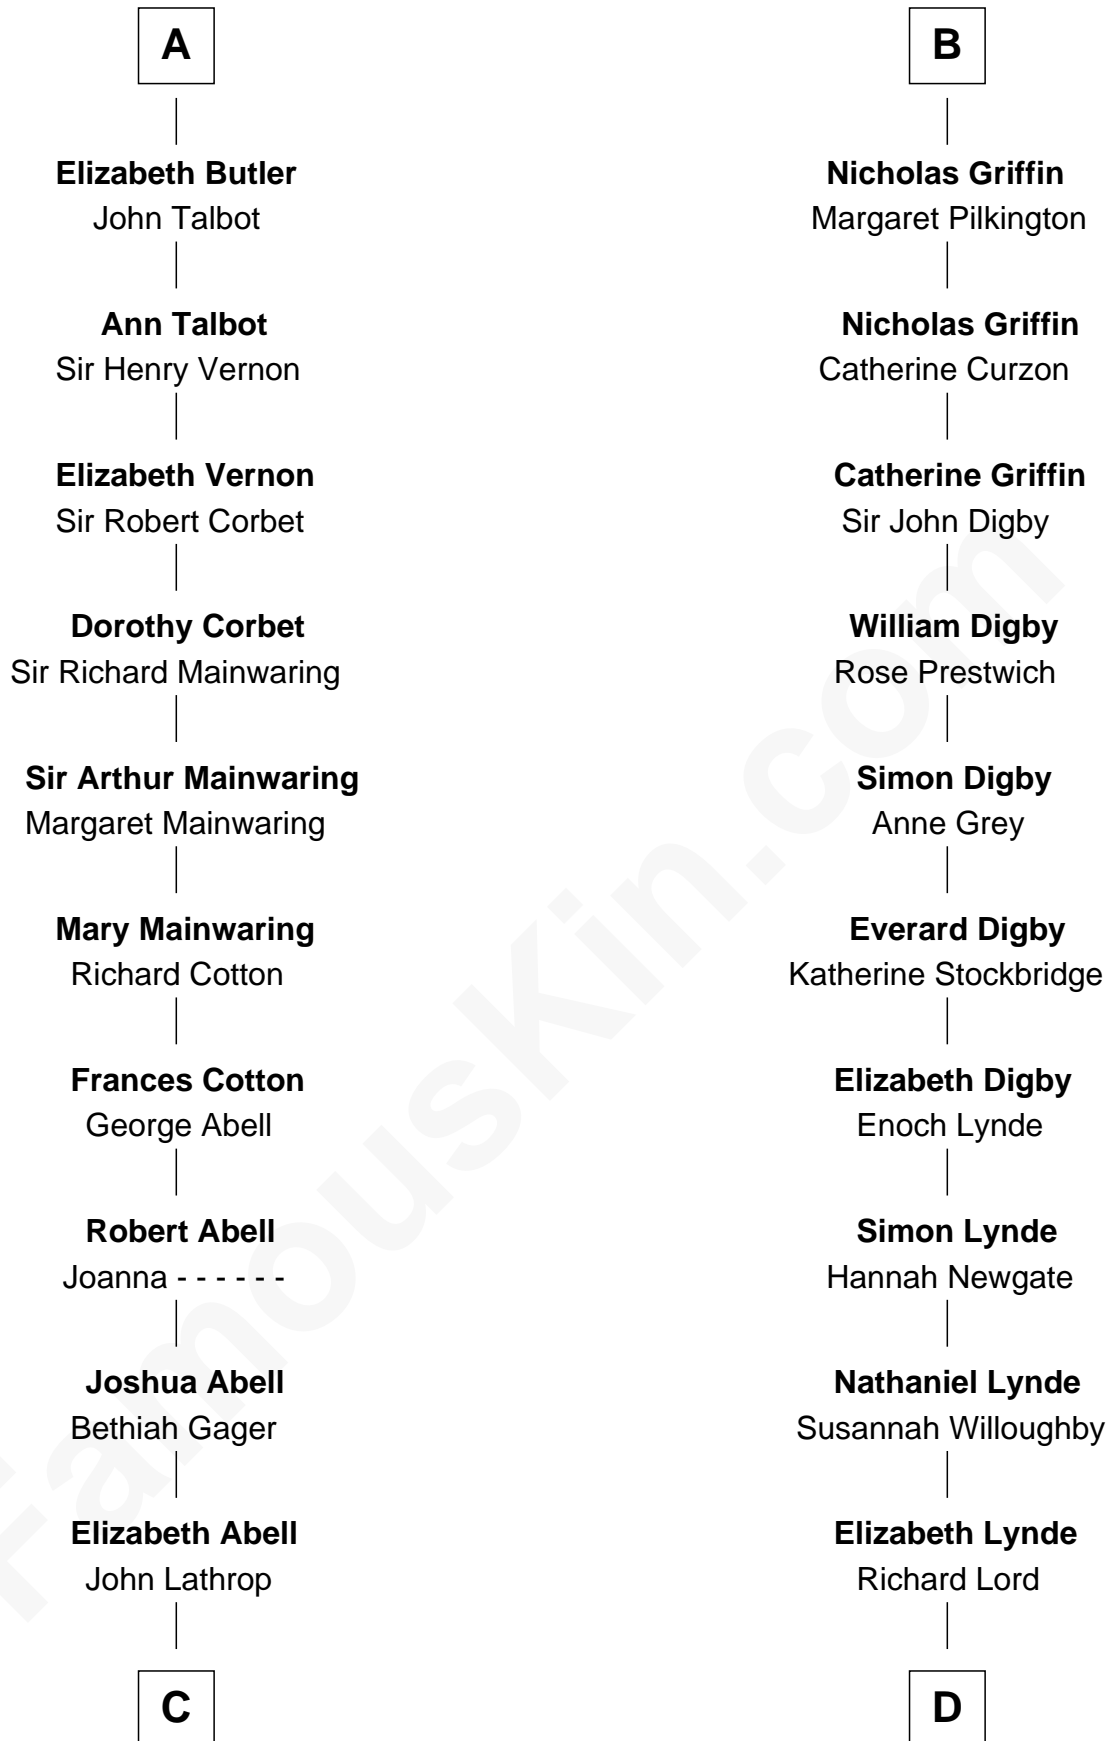 A
Elizabeth Butler
John Talbot
Ann Talbot
Sir Henry Vernon
Elizabeth Vernon
Sir Robert Corbet
Dorothy Corbet
Sir Richard Mainwaring
Sir Arthur Mainwaring
Margaret Mainwaring
Mary Mainwaring
Richard Cotton
Frances Cotton
George Abell
Robert Abell
Joanna - - - - - -
Joshua Abell
Bethiah Gager
Elizabeth Abell
John Lathrop
C
B
Nicholas Griffin
Margaret Pilkington
Nicholas Griffin
Catherine Curzon
Catherine Griffin
Sir John Digby
William Digby
Rose Prestwich
Simon Digby
Anne Grey
Everard Digby
Katherine Stockbridge
Elizabeth Digby
Enoch Lynde
Simon Lynde
Hannah Newgate
Nathaniel Lynde
Susannah Willoughby
Elizabeth Lynde
Richard Lord
D
FamousKin.com